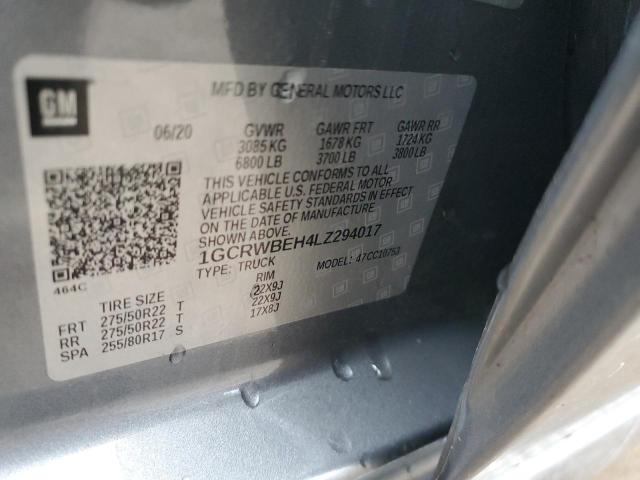 GM
MFD BY GENERAL MOTORS LLC
06/20 GVWR GAWR FRT GAWR RR
3085 KG 1678 KG 1724 KG
6800 LB 3700 LB 3800 LB
THIS VEHICLE CONFORMS TO ALL
APPLICABLE U.S. FEDERAL MOTOR
VEHICLE SAFETY STANDARDS IN EFFECT
ON THE DATE OF MANUFACTURE
SHOWN ABOVE.
1GCRWBEH4LZ294017
TYPE: TRUCK MODEL: 47CC10753
464C
TIRE SIZE RIM
FRT 275/50R22 T 22X9J
RR 275/50R22 T 22X9J
SPA 255/80R17 S 17X8J